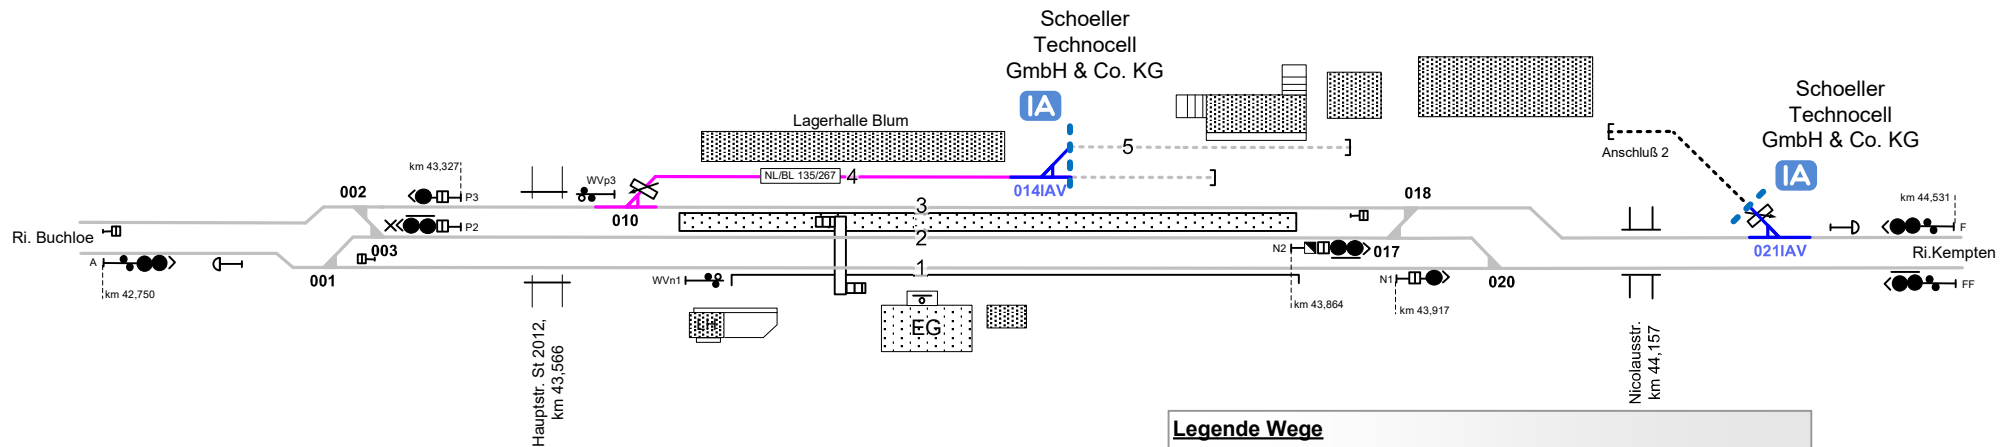 Schoeller
Technocell
GmbH & Co. KG
IA
Schoeller
Technocell
GmbH & Co. KG
IA
Lagerhalle Blum
5
Anschluß 2
km 43,327
WVp3
NL/BL 135/267
4
014IAV
002
P3
010
3
018
km 44,531
Ri. Buchloe
P2
2
F
003
N2
017
021IAV
Ri.Kempten
A
001
1
WVn1
N1
020
FF
km 42,750
km 43,864
km 43,917
EG
Hauptstr. St 2012,
km 43,566
Nicolausstr.
km 44,157
Legende Wege